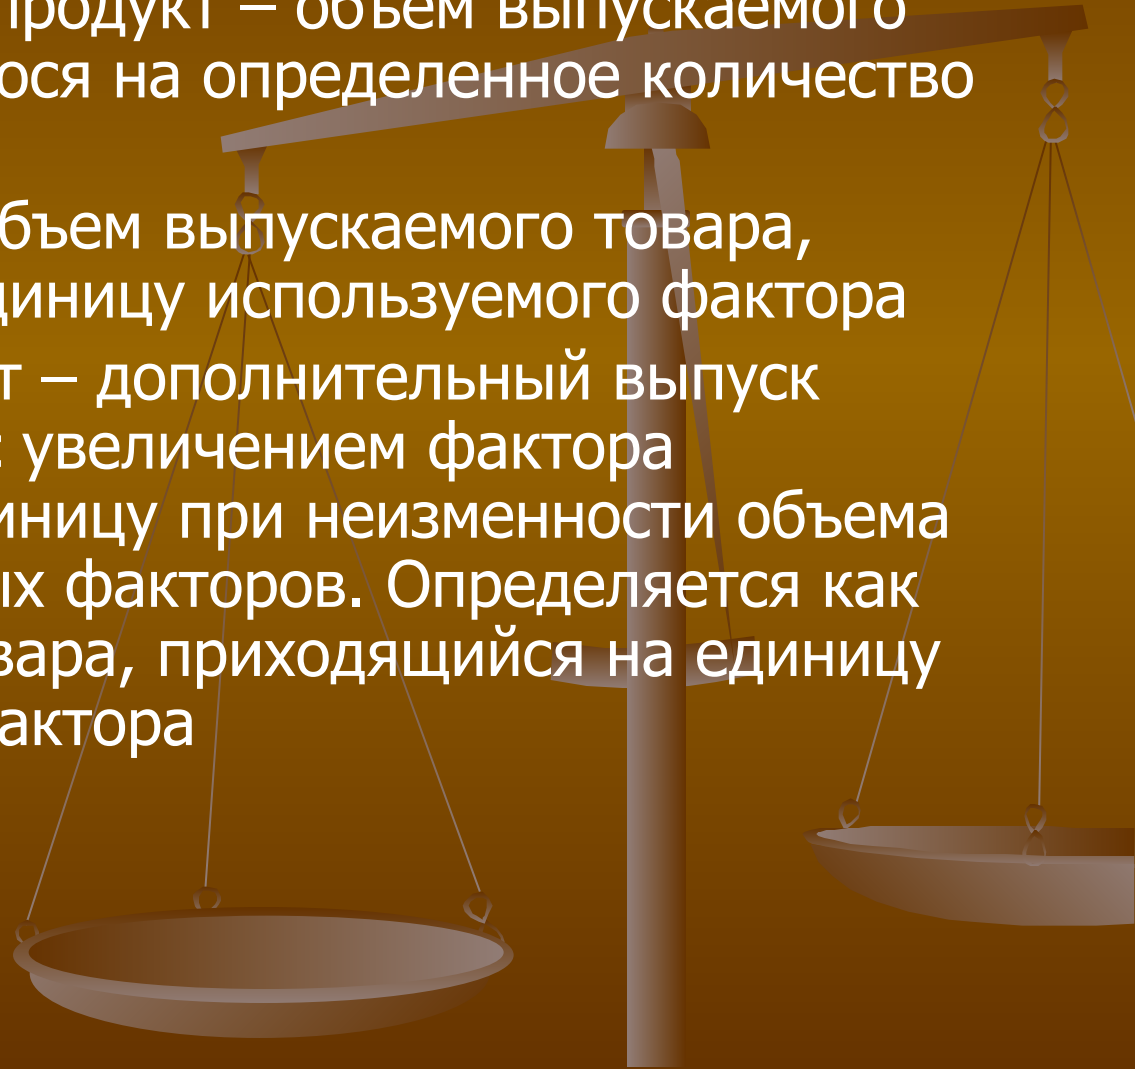 продукт – объем выпускаемого
ося на определенное количество
бъем выпускаемого товара,
диницу используемого фактора
т – дополнительный выпуск
с увеличением фактора
иницу при неизменности объема
ых факторов. Определяется как
вара, приходящийся на единицу
актора